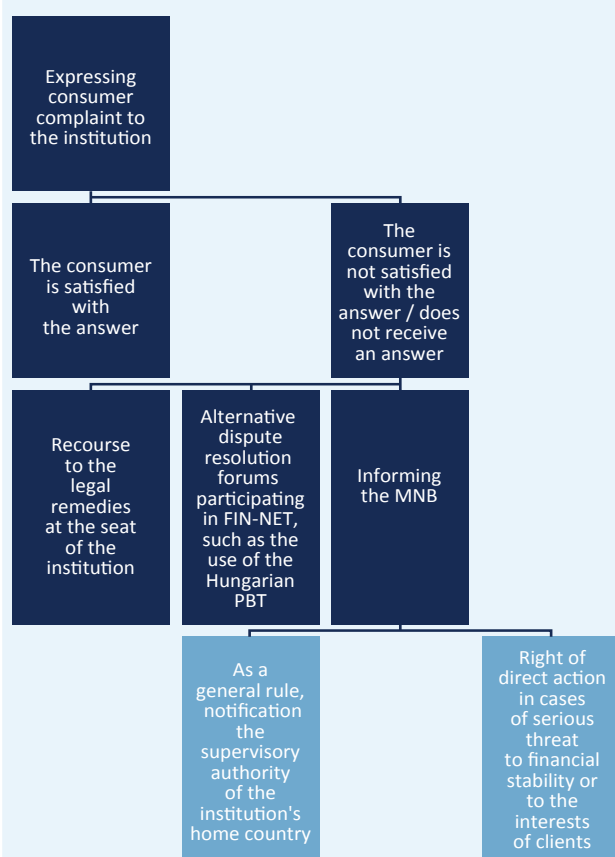 Expressing
consumer
complaint to
the institution
The consumer
is satisfied
with
the answer
The
consumer is
not satisfied
with the
answer / does
not receive
an answer
Recourse
to the
legal
remedies
at the seat
of the
institution
Alternative
dispute
resolution
forums
participating
in FIN-NET,
such as the
use of the
Hungarian
PBT
Informing
the MNB
As a
general rule,
notification
the
supervisory
authority
of the
institution's
home country
Right of
direct action
in cases
of serious
threat
to financial
stability or
to the
interests
of clients